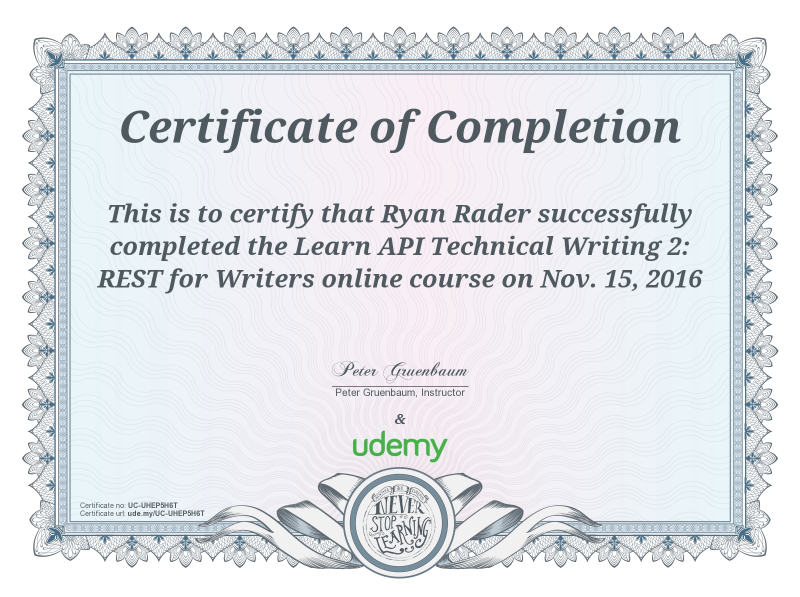 Certificate of Completion
This is to certify that Ryan Rader successfully
completed the Learn API Technical Writing 2:
REST for Writers online course on Nov. 15, 2016
Peter Gruenbaum
Peter Gruenbaum, Instructor
&
udemy
Certificate no: UC-UHEP5H6T
Certificate url: ude.my/UC-UHEP5H6T
NEVER
STOP
LEARNING